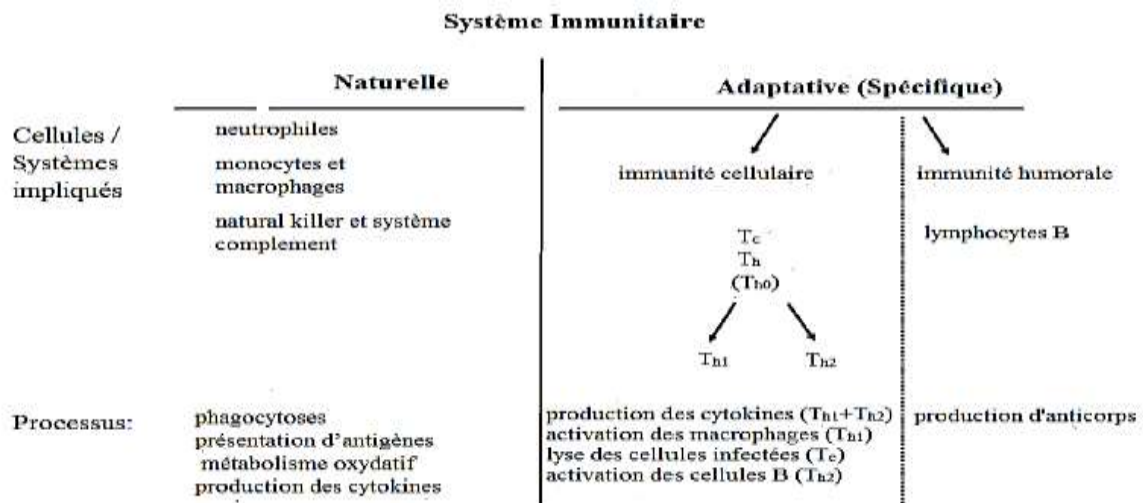 Système Immunitaire
Naturelle
Adaptative (Spécifique)
Cellules /
Systèmes
impliqués
neutrophiles
monocytes et
macrophages
natural killer et système
complement
immunité cellulaire
Tc
Th
(Th0)
Th1
Th2
immunité humorale
lymphocytes B
Processus:
phagocytoses
présentation d'antigènes
métabolisme oxydatif
production des cytokines
production des cytokines (Th1+Th2)
activation des macrophages (Th1)
lyse des cellules infectées (Tc)
activation des cellules B (Th2)
production d'anticorps